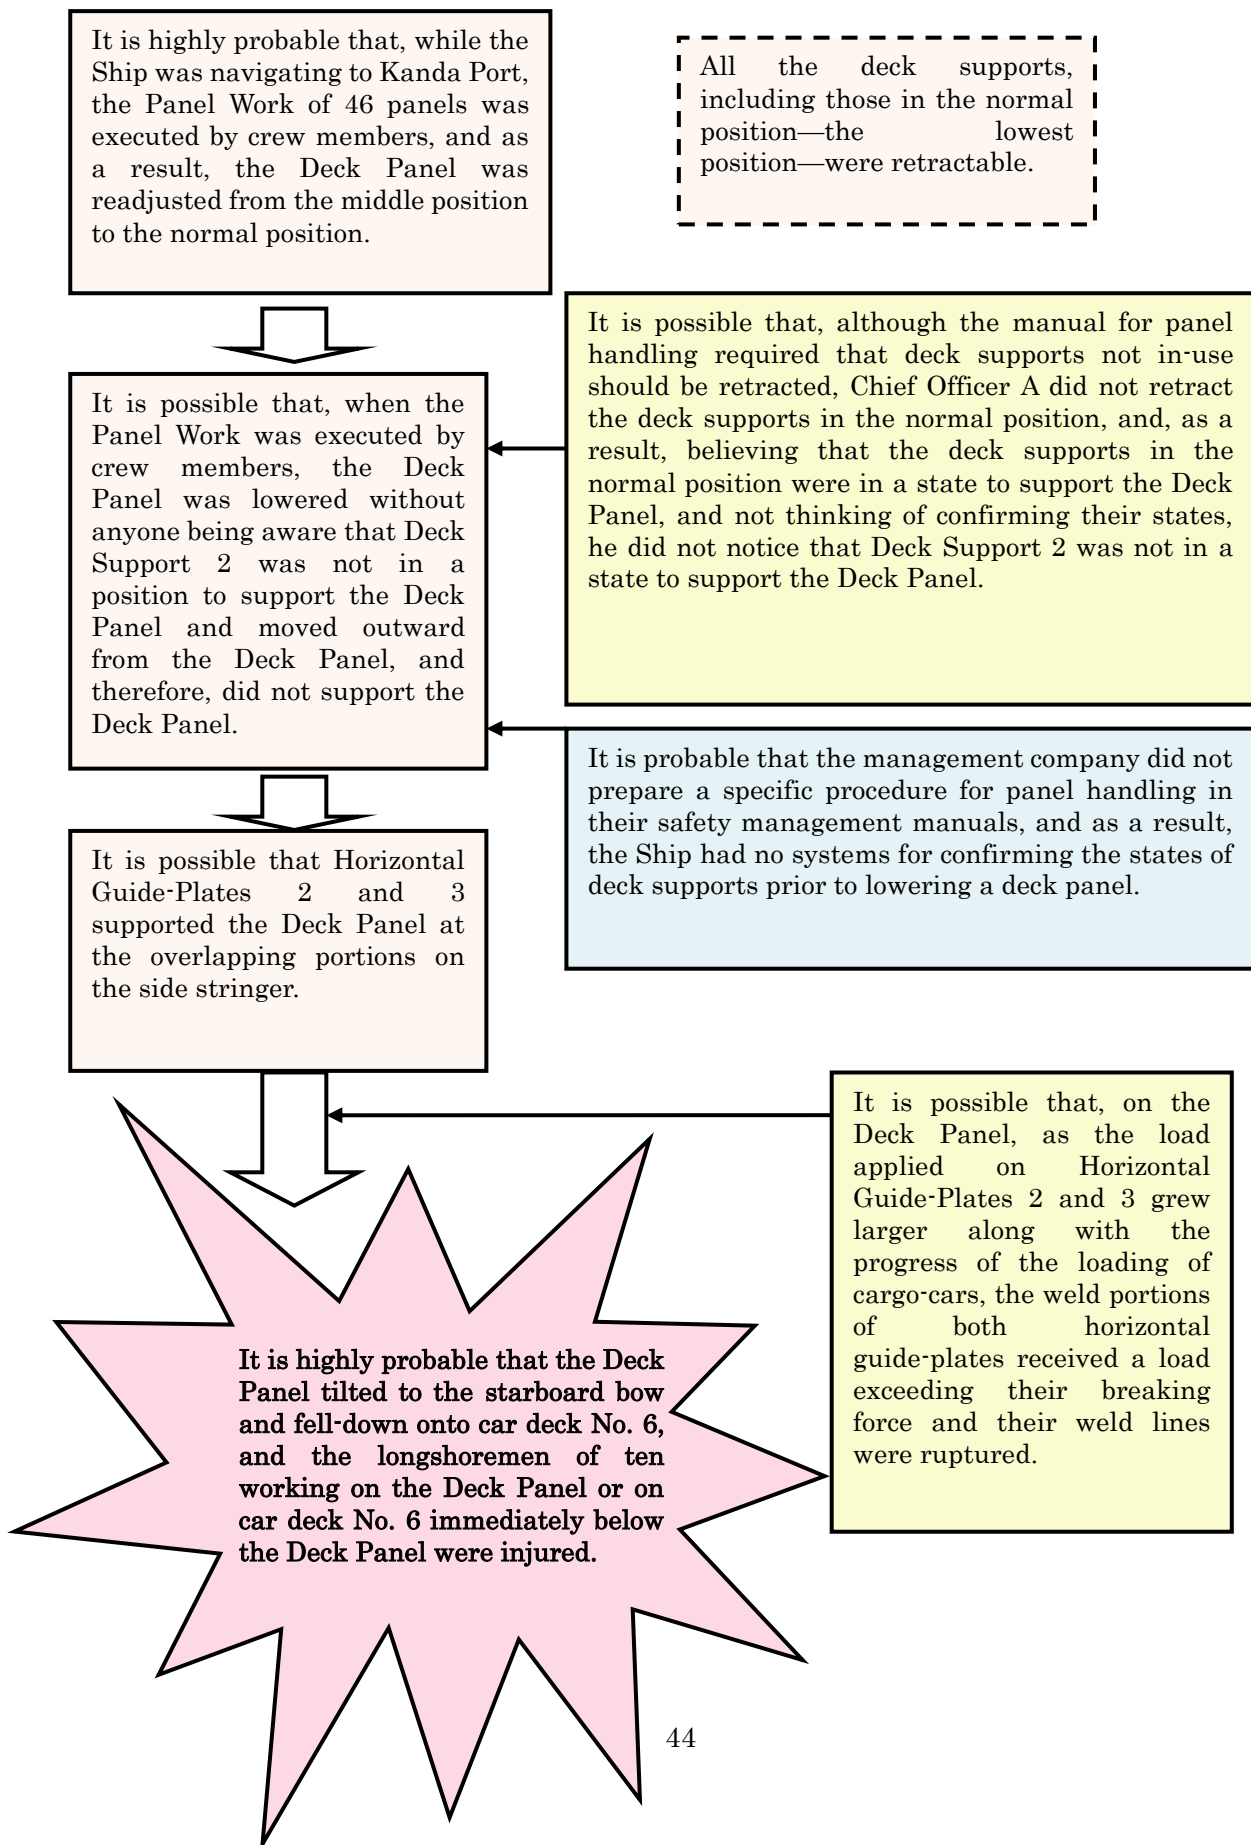 It is highly probable that, while the
Ship was navigating to Kanda Port,
the Panel Work of 46 panels was
executed by crew members, and as
a result, the Deck Panel was
readjusted from the middle position
to the normal position.
All the deck supports,
including those in the normal
position—the lowest
position—were retractable.
It is possible that, although the manual for panel
handling required that deck supports not in-use
should be retracted, Chief Officer A did not retract
the deck supports in the normal position, and, as a
result, believing that the deck supports in the
normal position were in a state to support the Deck
Panel, and not thinking of confirming their states,
he did not notice that Deck Support 2 was not in a
state to support the Deck Panel.
It is possible that, when the
Panel Work was executed by
crew members, the Deck
Panel was lowered without
anyone being aware that Deck
Support 2 was not in a
position to support the Deck
Panel and moved outward
from the Deck Panel, and
therefore, did not support the
Deck Panel.
It is probable that the management company did not
prepare a specific procedure for panel handling in
their safety management manuals, and as a result,
the Ship had no systems for confirming the states of
deck supports prior to lowering a deck panel.
It is possible that Horizontal
Guide-Plates 2 and 3
supported the Deck Panel at
the overlapping portions on
the side stringer.
It is possible that, on the
Deck Panel, as the load
applied on Horizontal
Guide-Plates 2 and 3 grew
larger along with the
progress of the loading of
cargo-cars, the weld portions
of both horizontal
guide-plates received a load
exceeding their breaking
force and their weld lines
were ruptured.
It is highly probable that the Deck
Panel tilted to the starboard bow
and fell-down onto car deck No. 6,
and the longshoremen of ten
working on the Deck Panel or on
car deck No. 6 immediately below
the Deck Panel were injured.
44